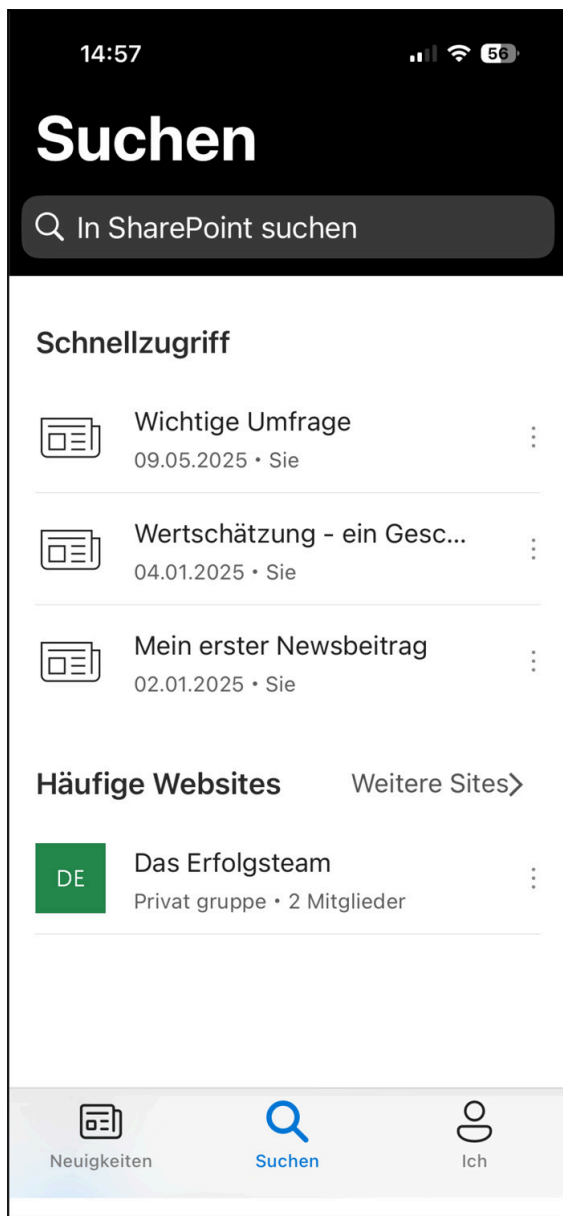 14:57
56
Suchen
In SharePoint suchen
Schnellzugriff
Wichtige Umfrage
09.05.2025 • Sie
Wertschätzung - ein Gesc...
04.01.2025 • Sie
Mein erster Newsbeitrag
02.01.2025 • Sie
Häufige Websites
Weitere Sites
DE
Das Erfolgsteam
Privat gruppe • 2 Mitglieder
Neuigkeiten
Suchen
Ich